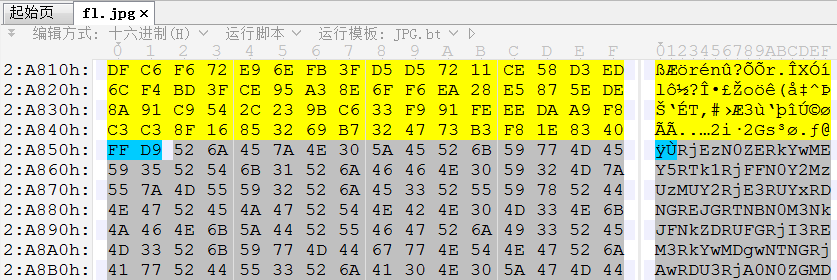 起始页 fl.jpg ×
编辑方式: 十六进制(H) 运行脚本 运行模板: JPG.bt
0 1 2 3 4 5 6 7 8 9 A B C D E F 0123456789ABCDEF
2:A810h: DF C6 F6 72 E9 6E FB 3F D5 D5 72 11 CE 58 D3 ED ßÆörénû?ÕÕr.ÎXÓí
2:A820h: 6C F4 BD 3F CE 95 A3 8E 6F F6 EA 28 E5 87 5E DE lô½?Î•£Žoöê(å‡^Þ
2:A830h: 8A 91 C9 54 2C 23 9B C6 33 F9 91 FE EE DA A9 F8 Š‘ÉT,#›Æ3ù‘þîÚ©ø
2:A840h: C3 C3 8F 16 85 32 69 B7 32 47 73 B3 F8 1E 83 40 ÃÃ..…2i·2Gs³ø.ƒ@
2:A850h: FF D9 52 6A 45 7A 4E 30 5A 45 52 6B 59 77 4D 45 ÿÙRjEzN0ZERkYwME
2:A860h: 59 35 52 54 6B 31 52 6A 46 46 4E 30 59 32 4D 7A Y5RTk1RjFFN0Y2Mz
2:A870h: 55 7A 4D 55 59 32 52 6A 45 33 52 55 59 78 52 44 UzMUY2RjE3RUYxRD
2:A880h: 4E 47 52 45 4A 47 52 54 4E 42 4E 30 4D 33 4E 6B NGREJGRTNBN0M3Nk
2:A890h: 4A 46 4E 6B 5A 44 52 55 46 47 52 6A 49 33 52 45 JFNkZDRUFGRjI3RE
2:A8A0h: 4D 33 52 6B 59 77 4D 44 67 77 4E 54 4E 47 52 6A M3RkYwMDgwNTNGRj
2:A8B0h: 41 77 52 44 55 33 52 6A 41 30 4E 30 5A 47 4D 44 AwRDU3RjA0N0ZGMD